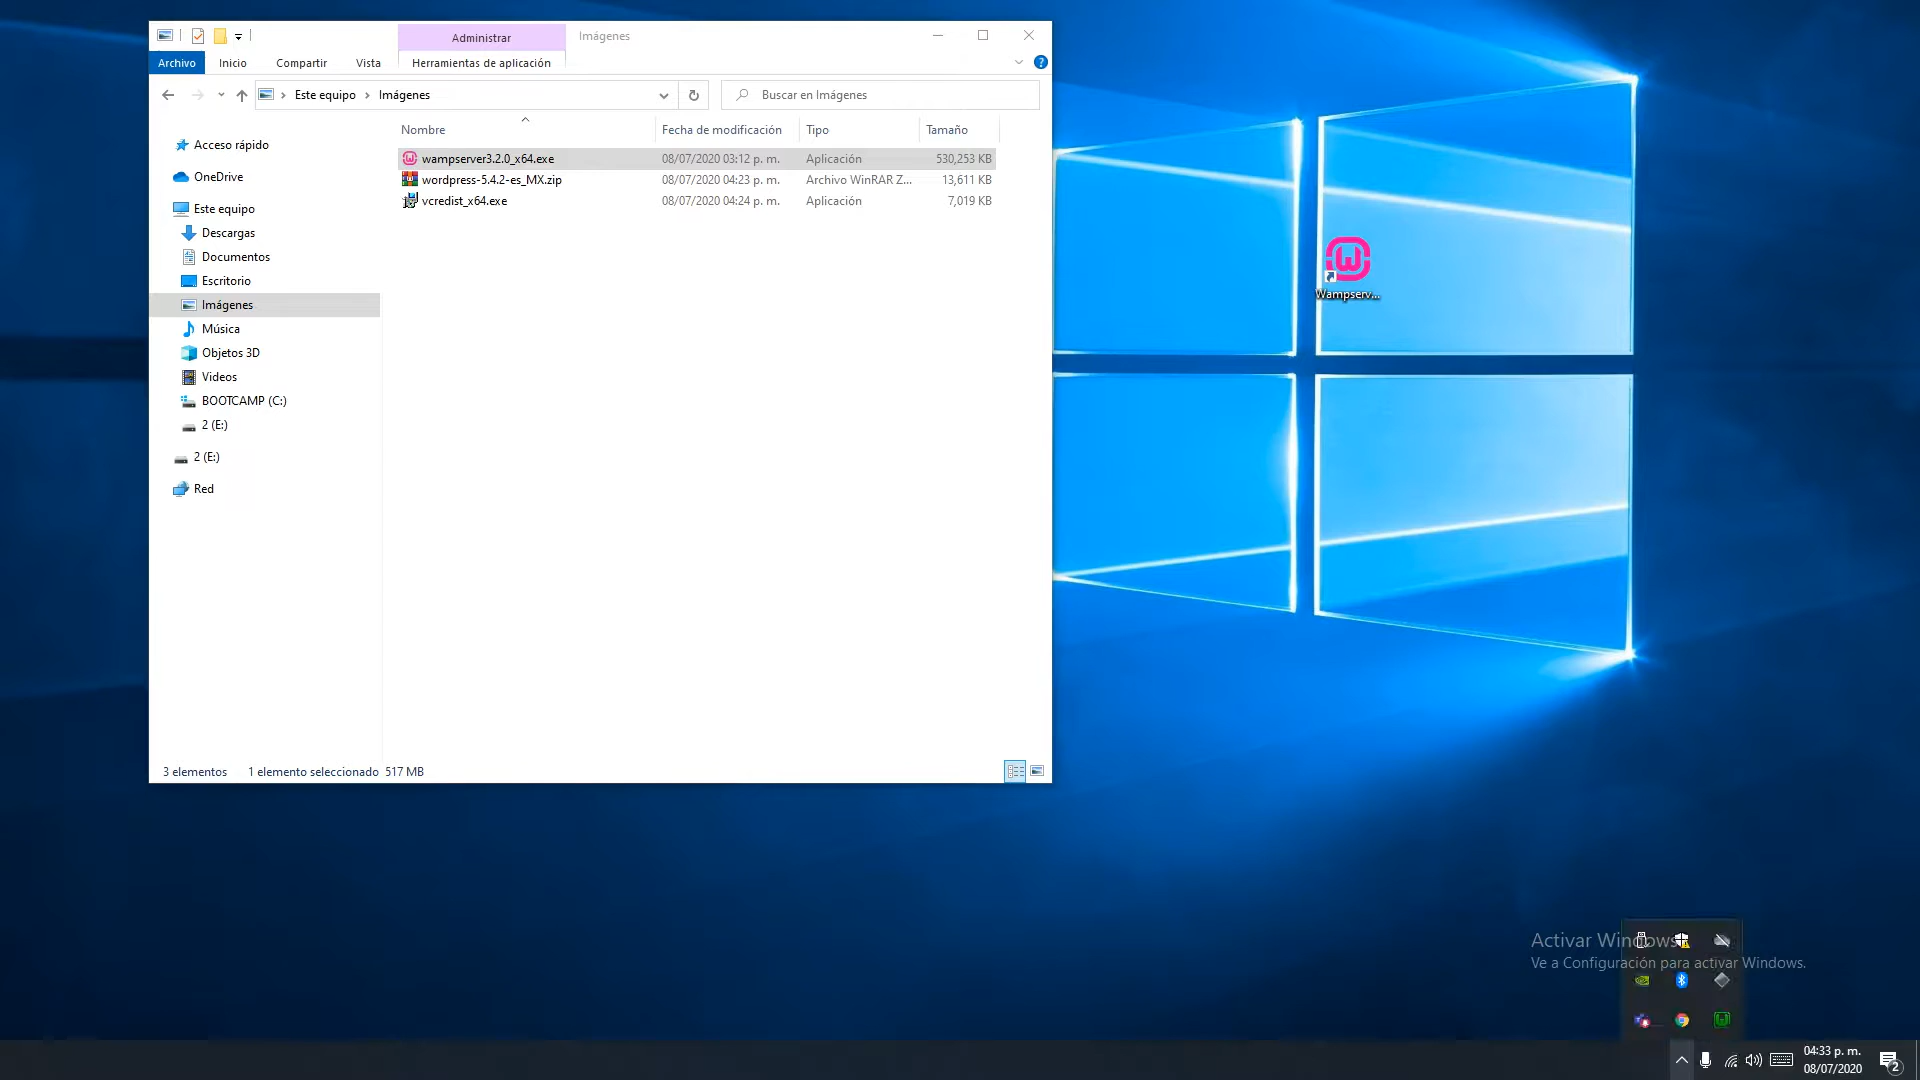 Administrar
Imágenes
Archivo
Inicio
Compartir
Vista
Herramientas de aplicación
Este equipo
Imágenes
Buscar en Imágenes
Nombre
Fecha de modificación
Tipo
Tamaño
wampserver3.2.0_x64.exe
08/07/2020 03:12 p. m.
Aplicación
530,253 KB
wordpress-5.4.2-es_MX.zip
08/07/2020 04:23 p. m.
Archivo WinRAR Z...
13,611 KB
vcredist_x64.exe
08/07/2020 04:24 p. m.
Aplicación
7,019 KB
Acceso rápido
OneDrive
Este equipo
Descargas
Documentos
Escritorio
Imágenes
Música
Objetos 3D
Videos
BOOTCAMP (C:)
2 (E:)
2 (E:)
Red
3 elementos
1 elemento seleccionado 517 MB
Wampserv...
Activar Windows
Ve a Configuración para activar Windows.
04:33 p. m.
08/07/2020
2